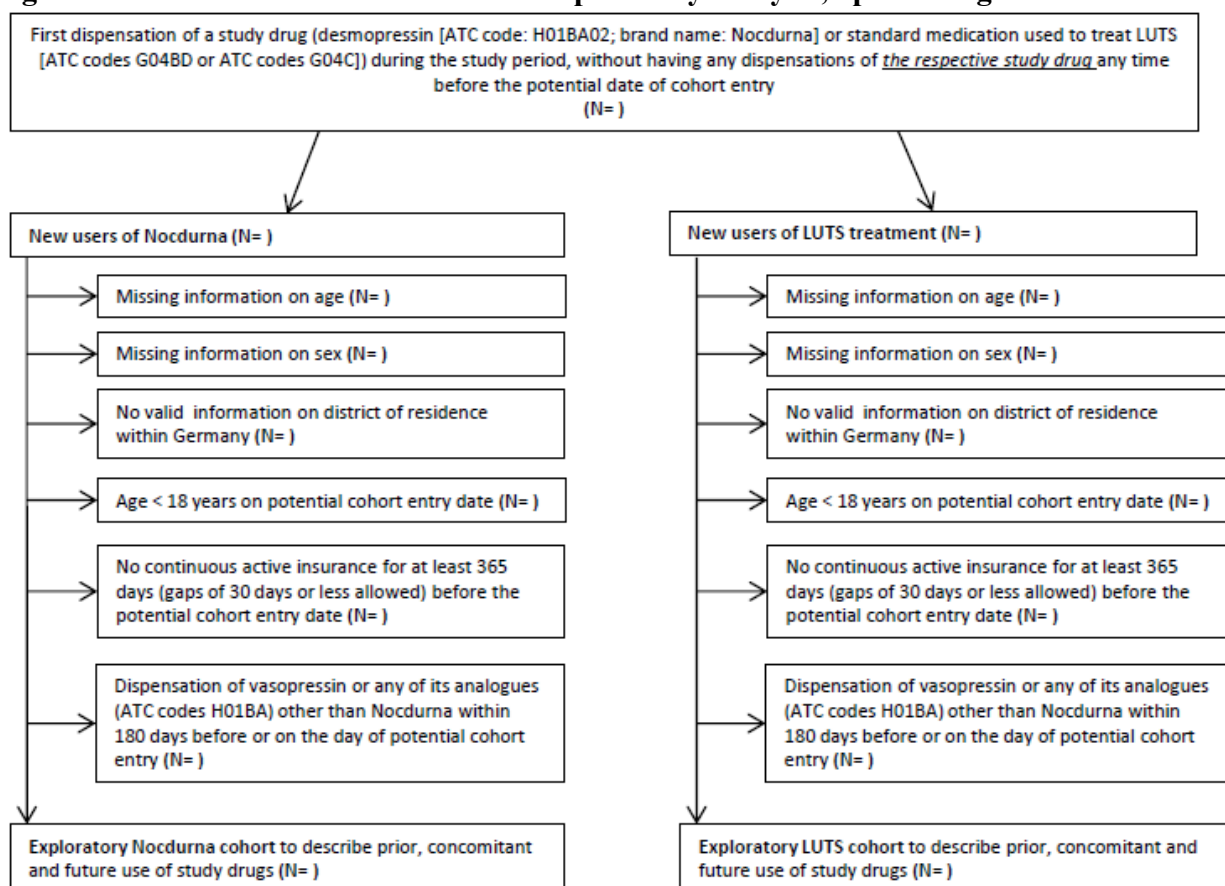 First dispensation of a study drug (desmopressin [ATC code: H01BA02; brand name: Nocdurna] or standard medication used to treat LUTS
[ATC codes G04BD or ATC codes G04C]) during the study period, without having any dispensations of the respective study drug any time
before the potential date of cohort entry
(N= )
New users of Nocdurna (N= )
Missing information on age (N= )
Missing information on sex (N= )
No valid information on district of residence
within Germany (N= )
Age < 18 years on potential cohort entry date (N= )
No continuous active insurance for at least 365
days (gaps of 30 days or less allowed) before the
potential cohort entry date (N= )
Dispensation of vasopressin or any of its analogues
(ATC codes H01BA) other than Nocdurna within
180 days before or on the day of potential cohort
entry (N= )
Exploratory Nocdurna cohort to describe prior, concomitant
and future use of study drugs (N= )
New users of LUTS treatment (N= )
Missing information on age (N= )
Missing information on sex (N= )
No valid information on district of residence
within Germany (N= )
Age < 18 years on potential cohort entry date (N= )
No continuous active insurance for at least 365
days (gaps of 30 days or less allowed) before the
potential cohort entry date (N= )
Dispensation of vasopressin or any of its analogues
(ATC codes H01BA) other than Nocdurna within
180 days before or on the day of potential cohort
entry (N= )
Exploratory LUTS cohort to describe prior, concomitant and
future use of study drugs (N= )